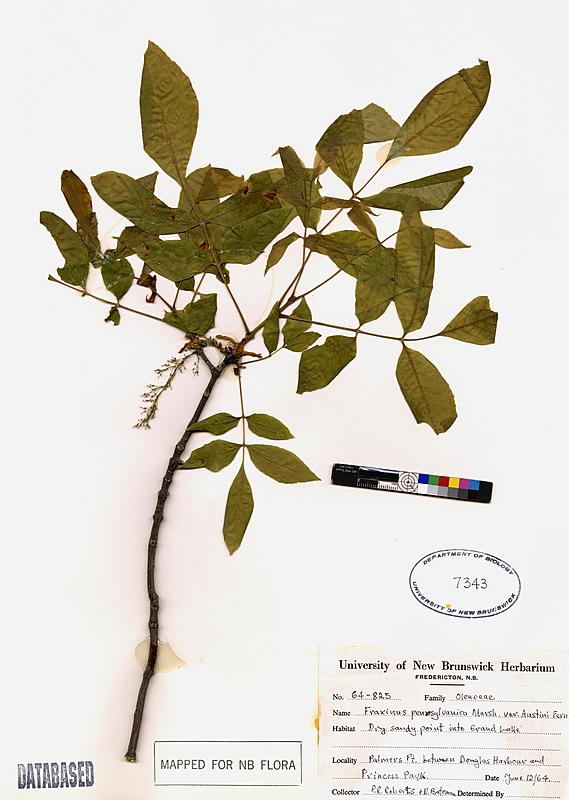 DEPARTMENT OF BIOLOGY
7343
UNIVERSITY OF NEW BRUNSWICK
University of New Brunswick Herbarium
FREDERICTON, N.B.
No. 64-825 Family Oleaceae
Name Fraxinus pennsylvanica Marsh. var. Austini Fern
Habitat Dry sandy point into Grand Lake
Locality Palmers Pt. between Douglas Harbour and
Princess Park. Date June 12/64
Collector P.R. Roberts + Determined By
MAPPED FOR NB FLORA
DATABASED